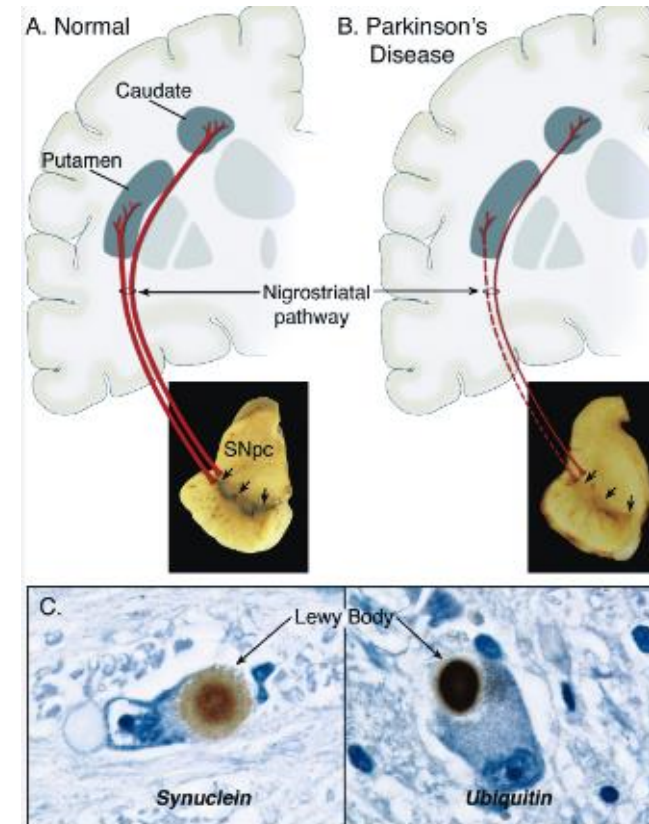 A. Normal
B. Parkinson's
Disease
Caudate
Putamen
Nigrostriatal
pathway
SNpc
C.
Lewy Body
Synuclein
Ubiquitin